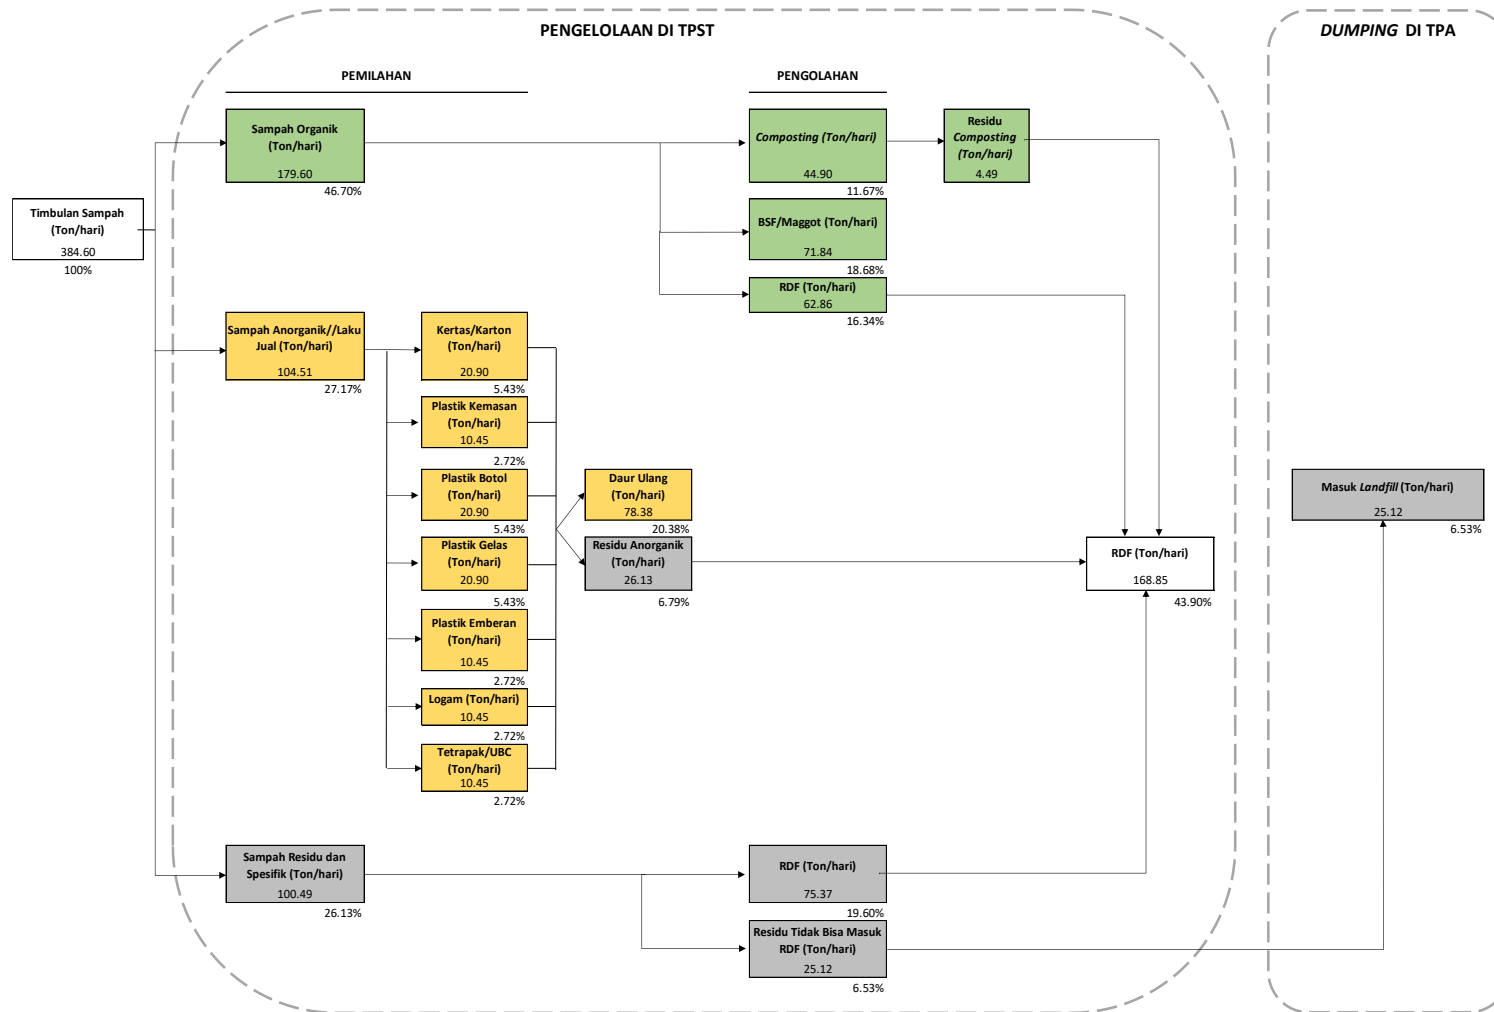 PENGELOLAAN DI TPST
DUMPING DI TPA
PEMILAHAN
PENGOLAHAN
Timbulan Sampah
(Ton/hari)
384.60
100%
Sampah Organik
(Ton/hari)
179.60
46.70%
Composting (Ton/hari)
44.90
11.67%
Residu
Composting
(Ton/hari)
4.49
BSF/Maggot (Ton/hari)
71.84
18.68%
RDF (Ton/hari)
62.86
16.34%
Sampah Anorganik//Laku
Jual (Ton/hari)
104.51
27.17%
Kertas/Karton
(Ton/hari)
20.90
5.43%
Plastik Kemasan
(Ton/hari)
10.45
2.72%
Plastik Botol
(Ton/hari)
20.90
5.43%
Plastik Gelas
(Ton/hari)
20.90
5.43%
Plastik Emberan
(Ton/hari)
10.45
2.72%
Logam (Ton/hari)
10.45
2.72%
Tetrapak/UBC
(Ton/hari)
10.45
2.72%
Daur Ulang
(Ton/hari)
78.38
20.38%
Residu Anorganik
(Ton/hari)
26.13
6.79%
RDF (Ton/hari)
168.85
43.90%
Masuk Landfill (Ton/hari)
25.12
6.53%
Sampah Residu dan
Spesifik (Ton/hari)
100.49
26.13%
RDF (Ton/hari)
75.37
19.60%
Residu Tidak Bisa Masuk
RDF (Ton/hari)
25.12
6.53%